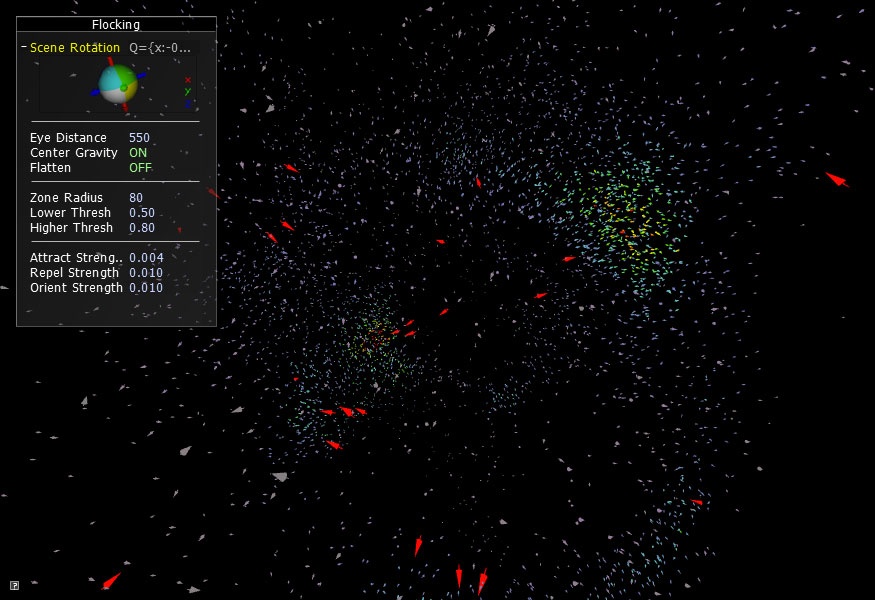 Flocking
Scene Rotation Q={x:-0...
x
y
Eye Distance 550
Center Gravity ON
Flatten OFF
Zone Radius 80
Lower Thresh 0.50
Higher Thresh 0.80
Attract Streng.. 0.004
Repel Strength 0.010
Orient Strength 0.010
?